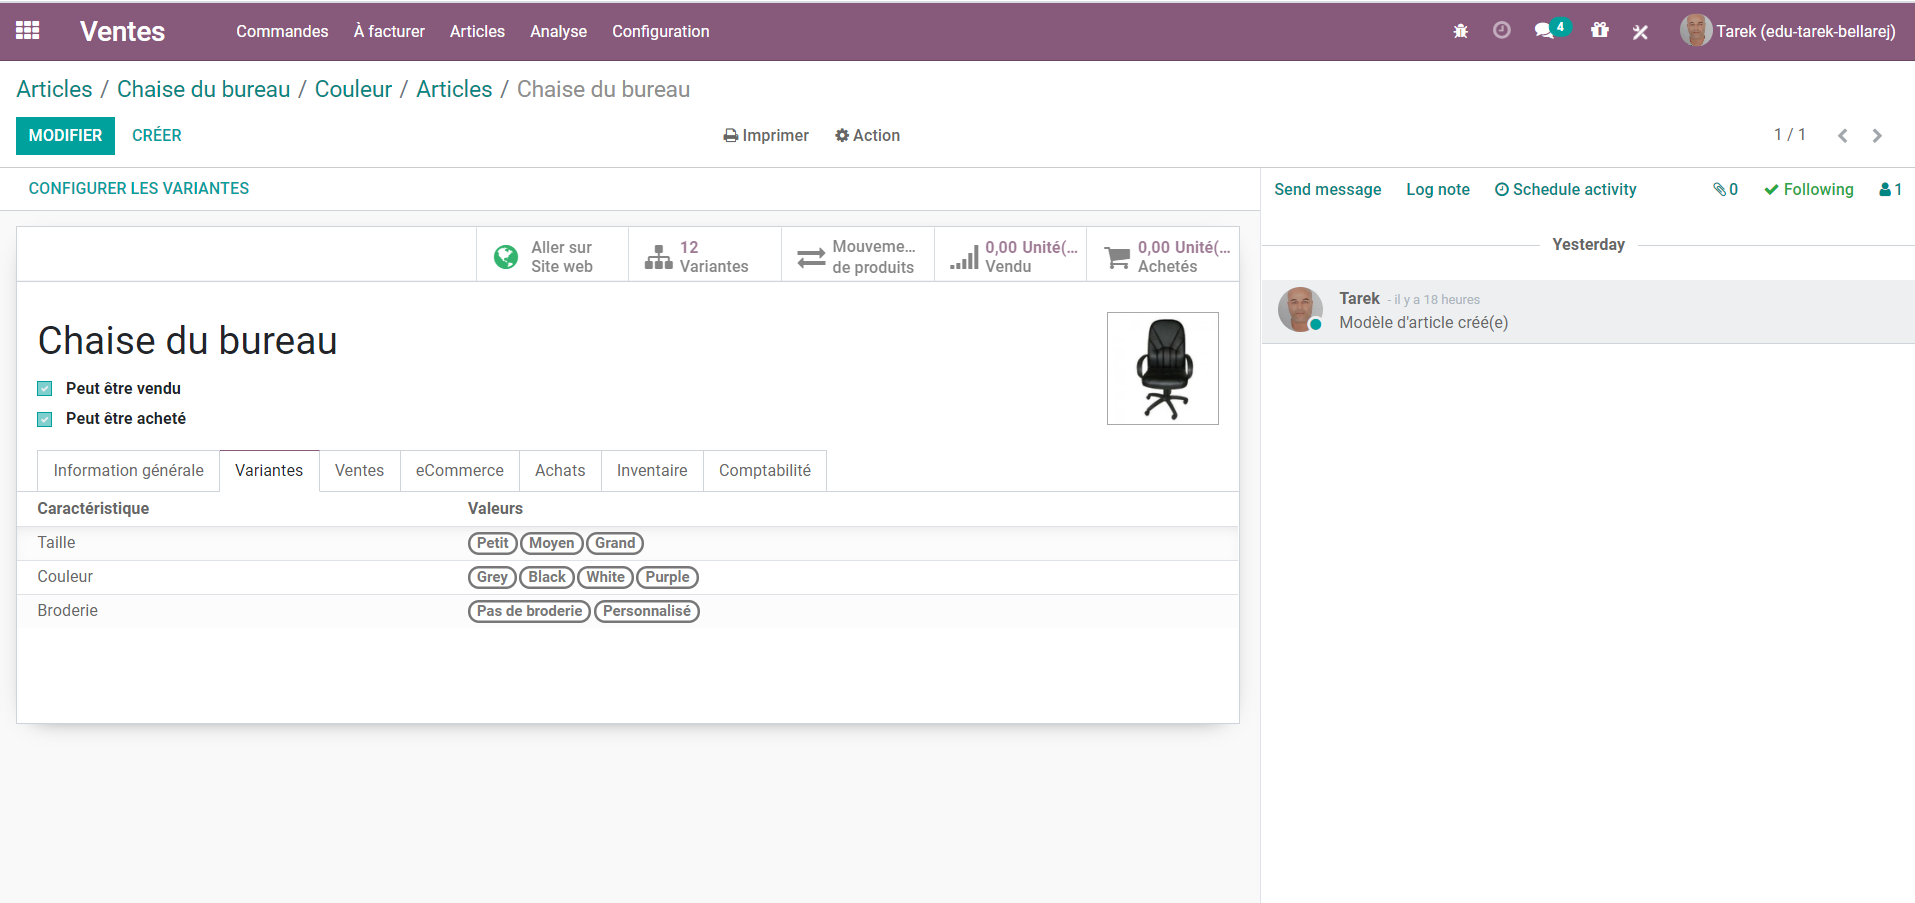 Ventes Commandes À facturer Articles Analyse Configuration 4 Tarek (edu-tarek-bellarej)
Articles / Chaise du bureau / Couleur / Articles / Chaise du bureau
MODIFIER CRÉER Imprimer Action 1 / 1
CONFIGURER LES VARIANTES
Aller sur
Site web
12
Variantes
Mouveme...
de produits
0,00 Unité(...
Vendu
0,00 Unité(...
Achetés
Chaise du bureau
Peut être vendu
Peut être acheté
Information générale Variantes Ventes eCommerce Achats Inventaire Comptabilité
Caractéristique Valeurs
Taille Petit Moyen Grand
Couleur Grey Black White Purple
Broderie Pas de broderie Personnalisé
Send message Log note Schedule activity 0 Following 1
Yesterday
Tarek - il y a 18 heures
Modèle d'article créé(e)